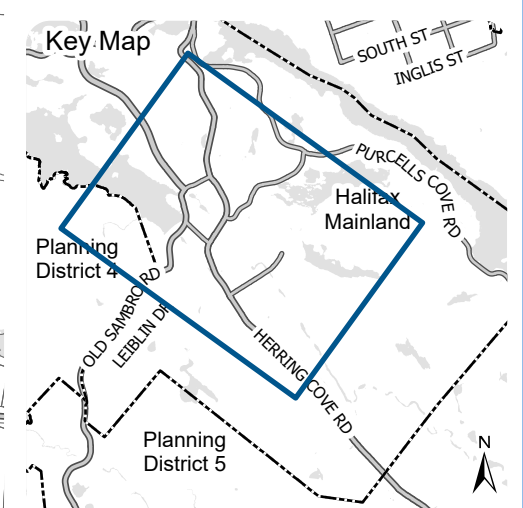 Key Map
SOUTH ST
INGLIS ST
PURCELLS COVE RD
Halifax
Mainland
Planning
District 4
OLD SAMBRO RD
LEIBLIN DR
HERRING COVE RD
Planning
District 5
N